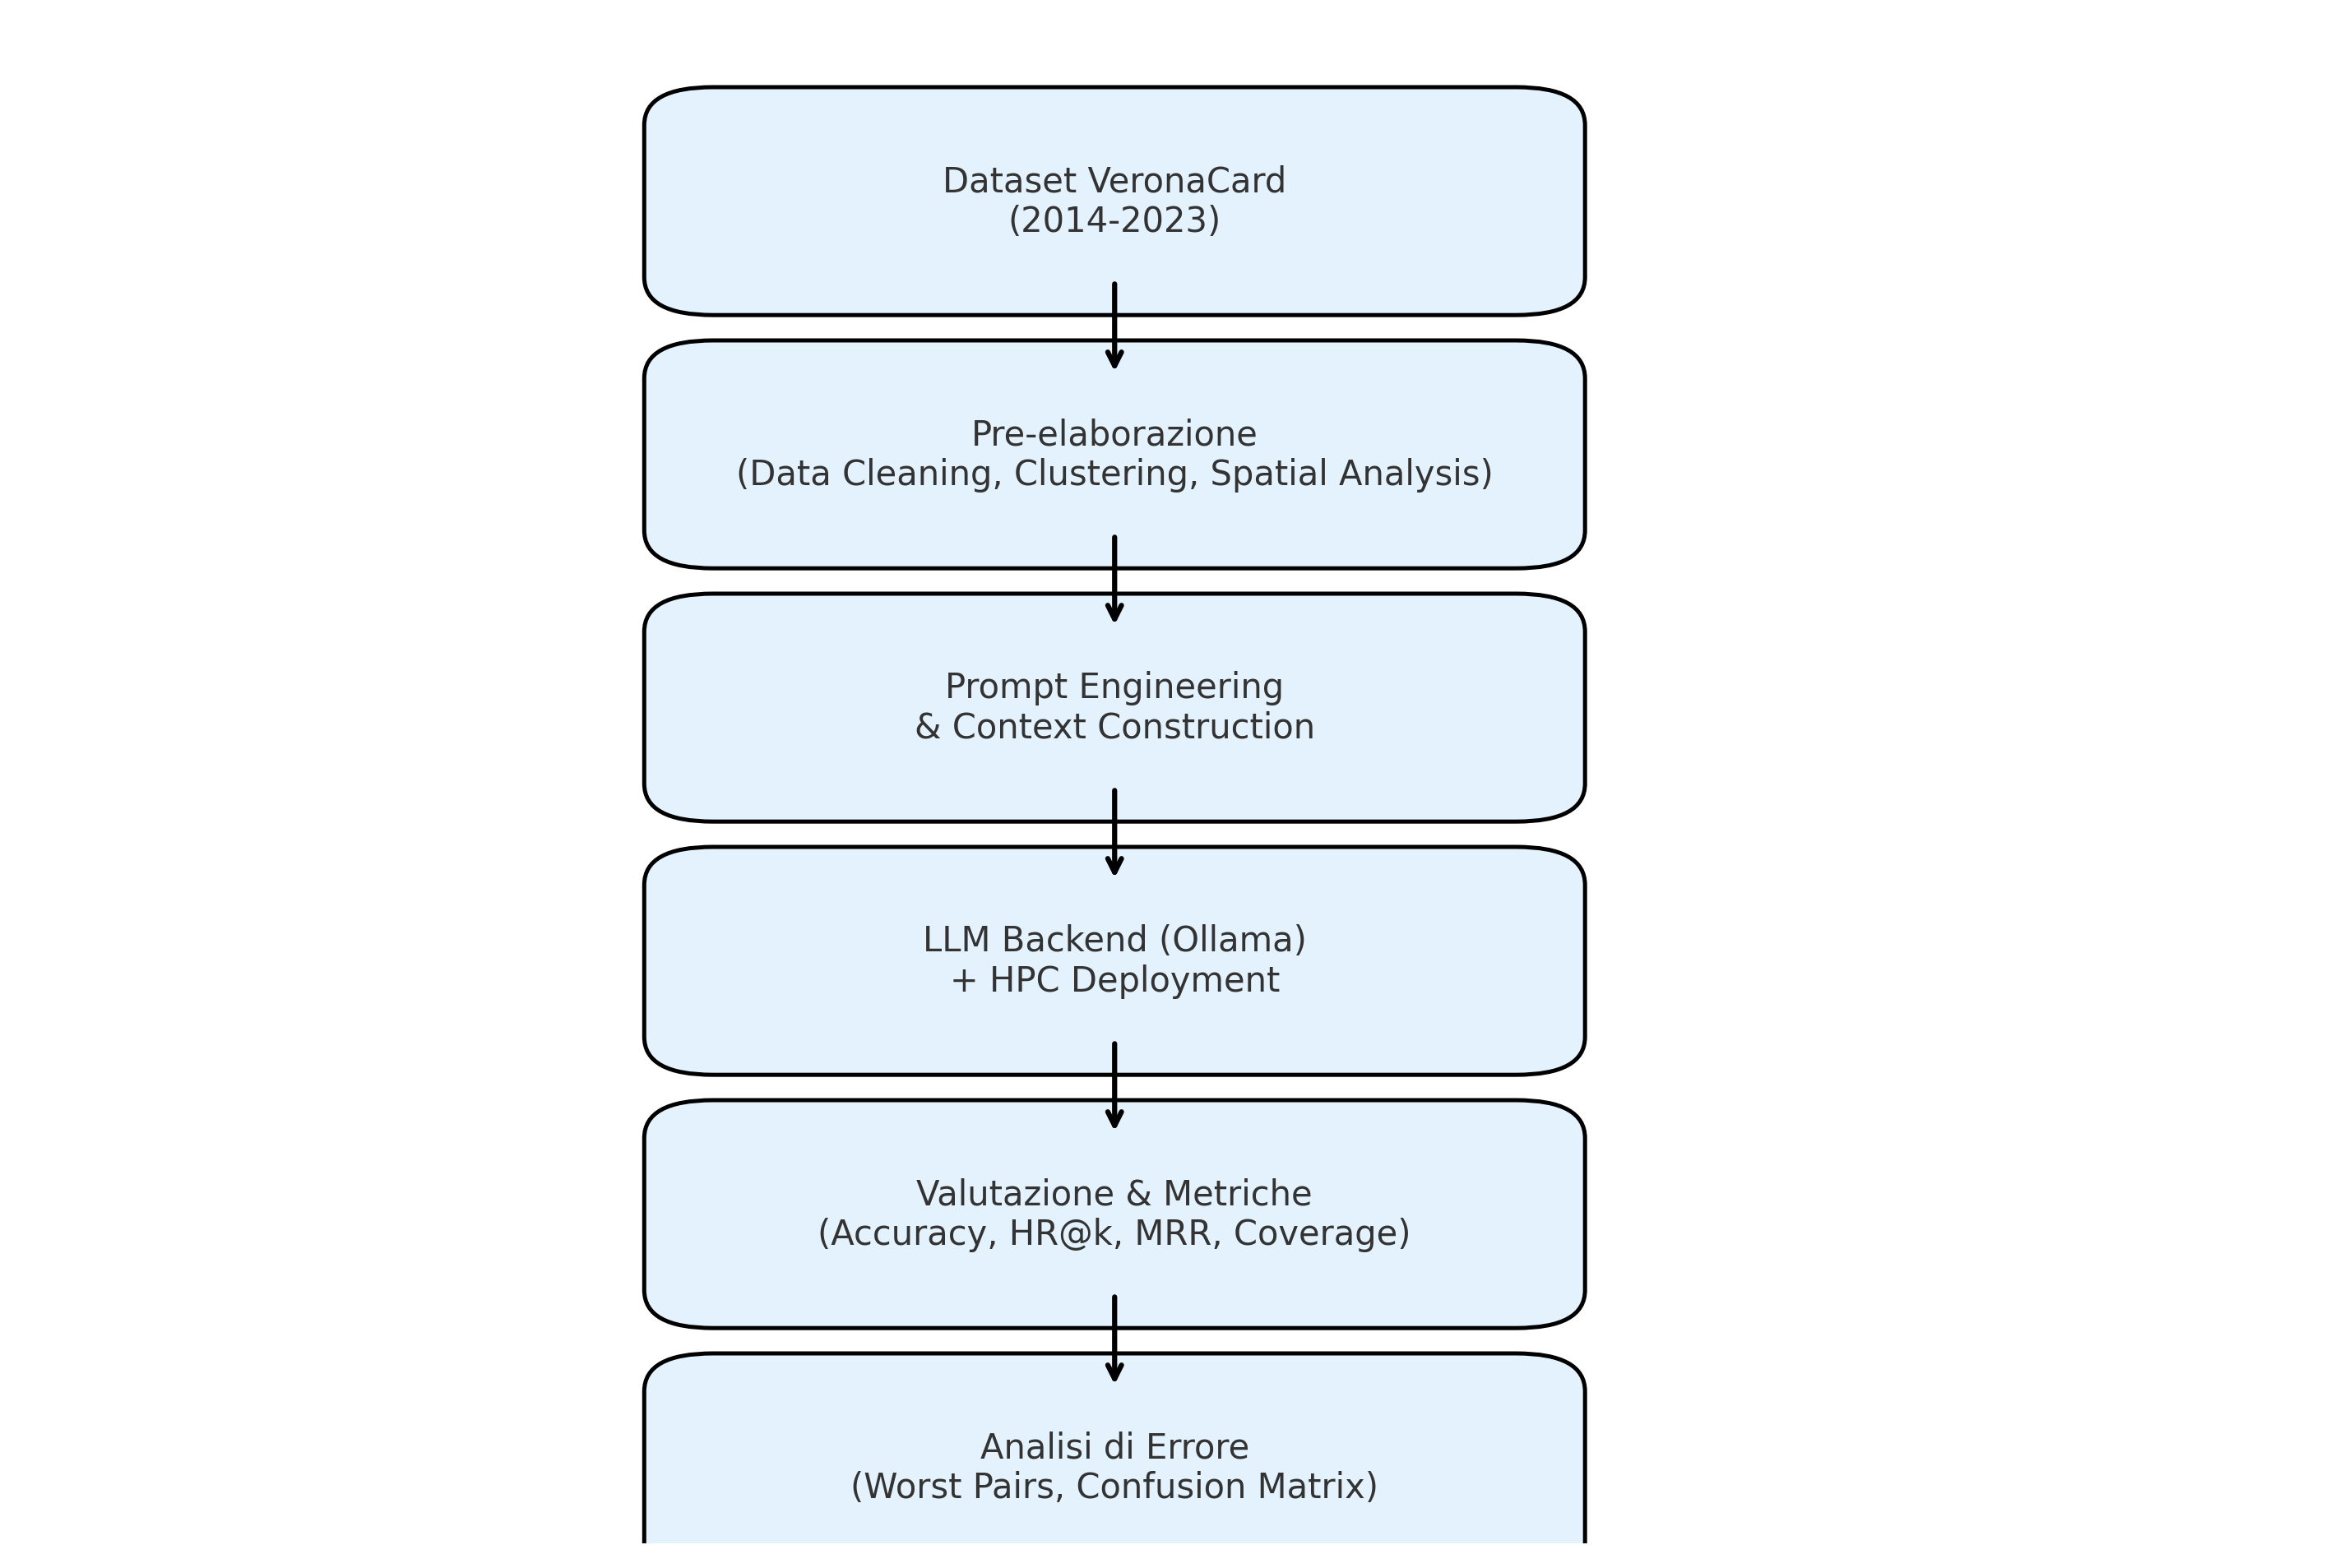 Dataset VeronaCard
(2014-2023)
Pre-elaborazione
(Data Cleaning, Clustering, Spatial Analysis)
Prompt Engineering
& Context Construction
LLM Backend (Ollama)
+ HPC Deployment
Valutazione & Metriche
(Accuracy, HR@k, MRR, Coverage)
Analisi di Errore
(Worst Pairs, Confusion Matrix)